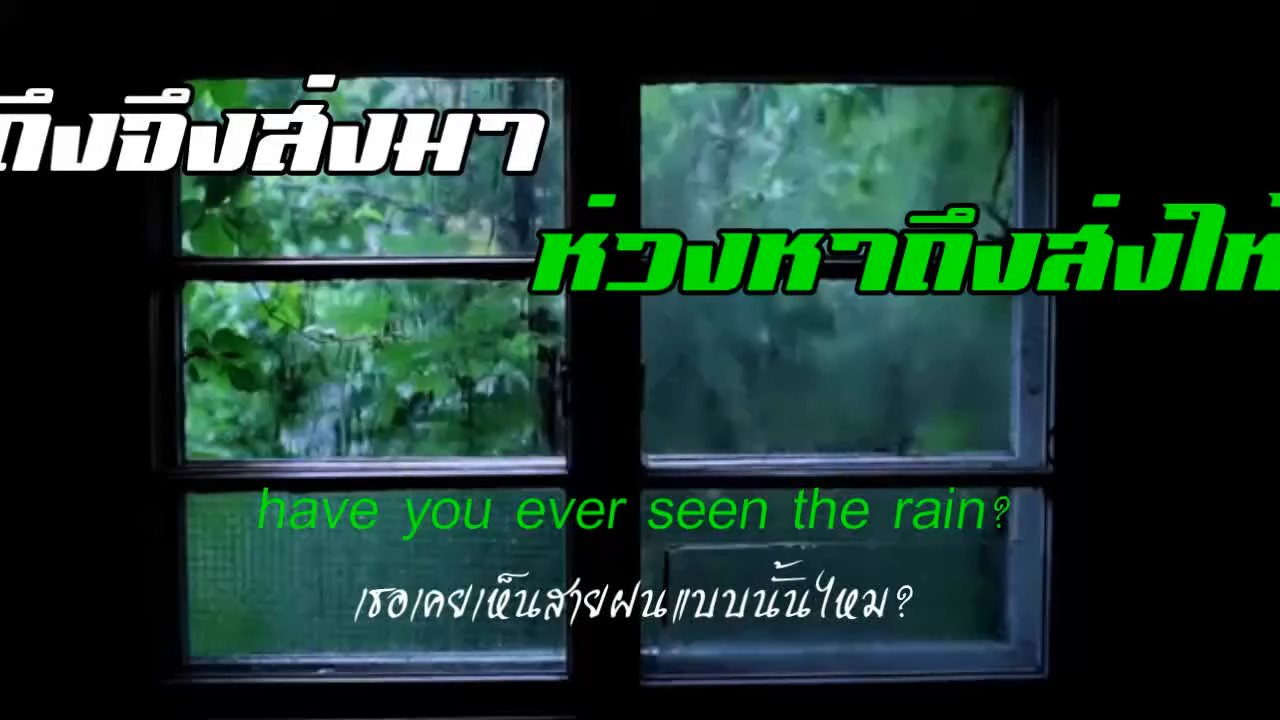 ถึงจึงส่งมา
ห่วงหาถึงส่งให้
have you ever seen the rain?
เธอเคยเห็นสายฝนแบบนั้นไหม?